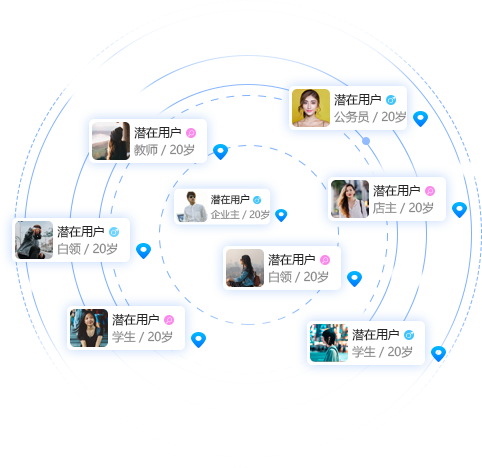 潜在用户
公务员 / 20岁
潜在用户
教师 / 20岁
潜在用户
店主 / 20岁
潜在用户
企业主 / 20岁
潜在用户
白领 / 20岁
潜在用户
白领 / 20岁
潜在用户
学生 / 20岁
潜在用户
学生 / 20岁